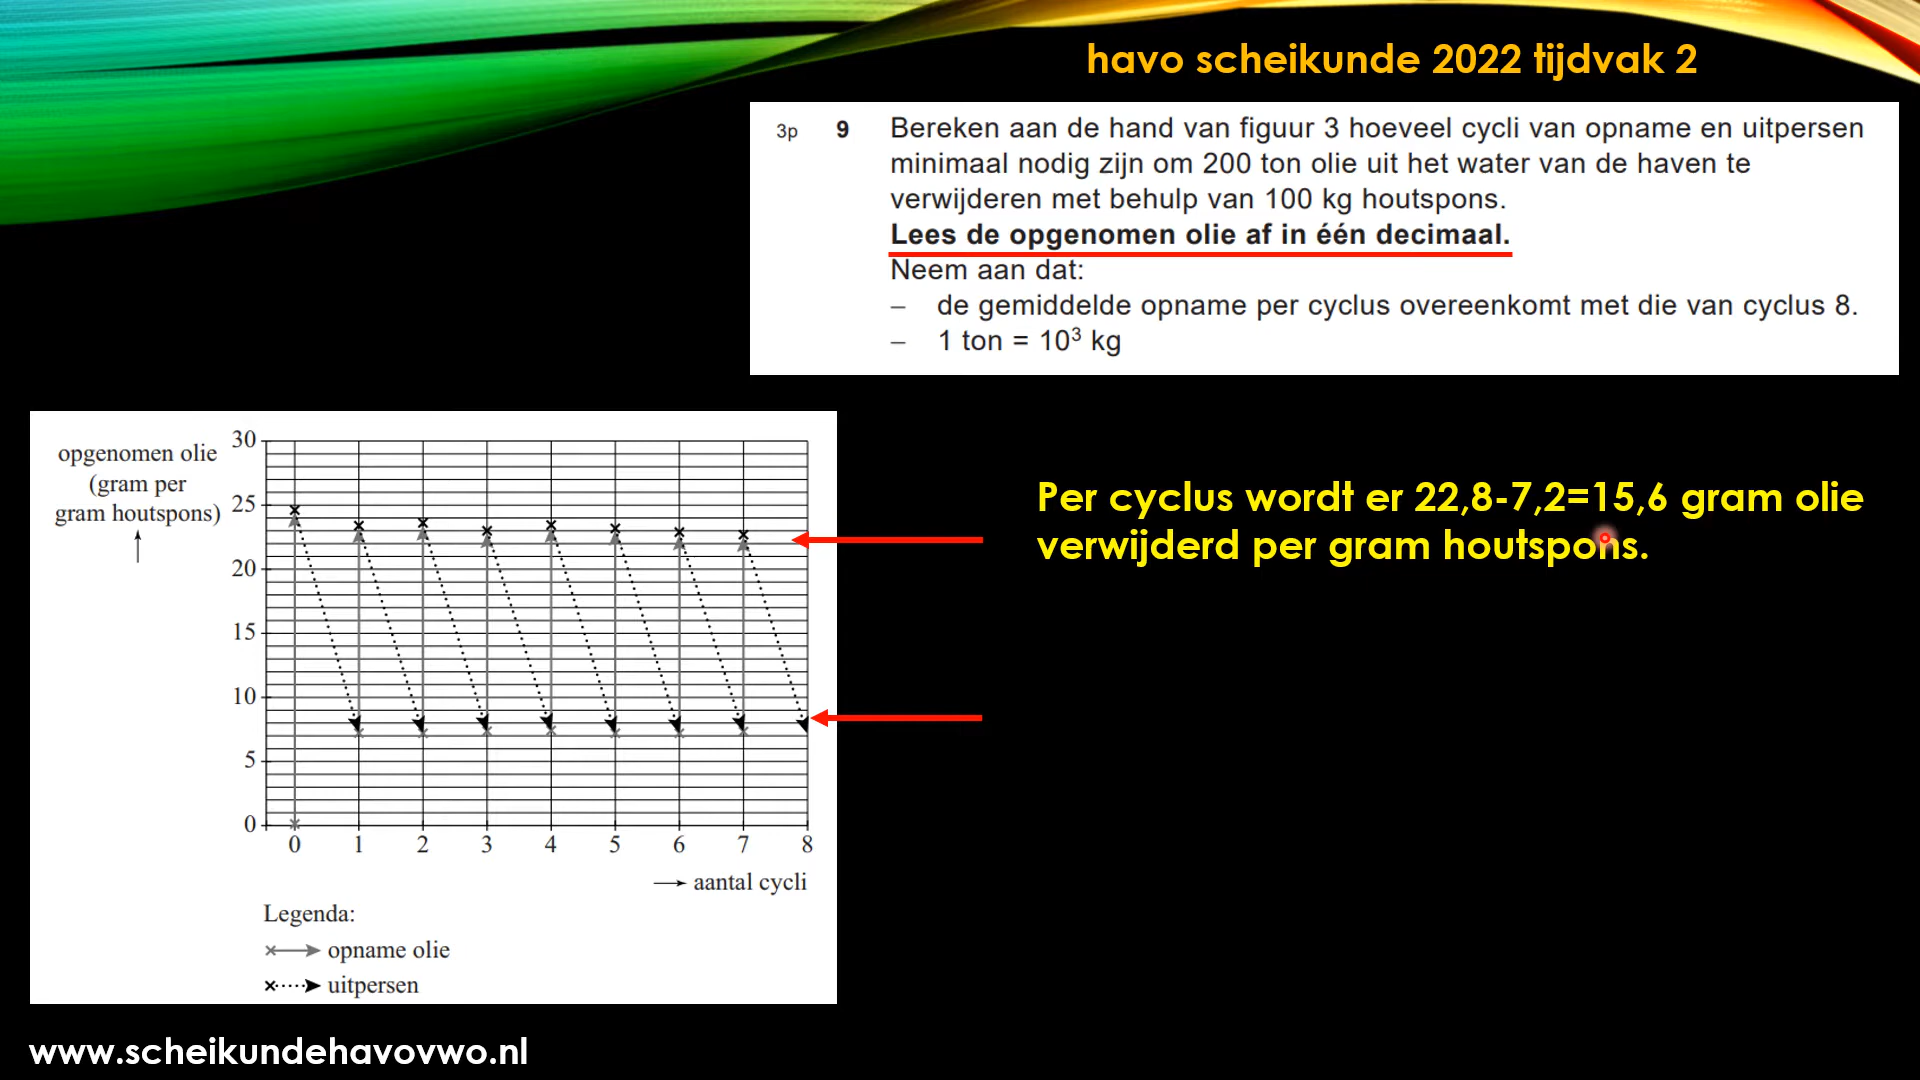 havo scheikunde 2022 tijdvak 2
3p 9 Bereken aan de hand van figuur 3 hoeveel cycli van opname en uitpersen
minimaal nodig zijn om 200 ton olie uit het water van de haven te
verwijderen met behulp van 100 kg houtspons.
Lees de opgenomen olie af in één decimaal.
Neem aan dat:
– de gemiddelde opname per cyclus overeenkomt met die van cyclus 8.
– 1 ton = 10³ kg
opgenomen olie
(gram per
gram houtspons)
30
25
20
15
10
5
0
0 1 2 3 4 5 6 7 8
aantal cycli
Legenda:
opname olie
uitpersen
Per cyclus wordt er 22,8-7,2=15,6 gram olie
verwijderd per gram houtspons.
www.scheikundehavovwo.nl